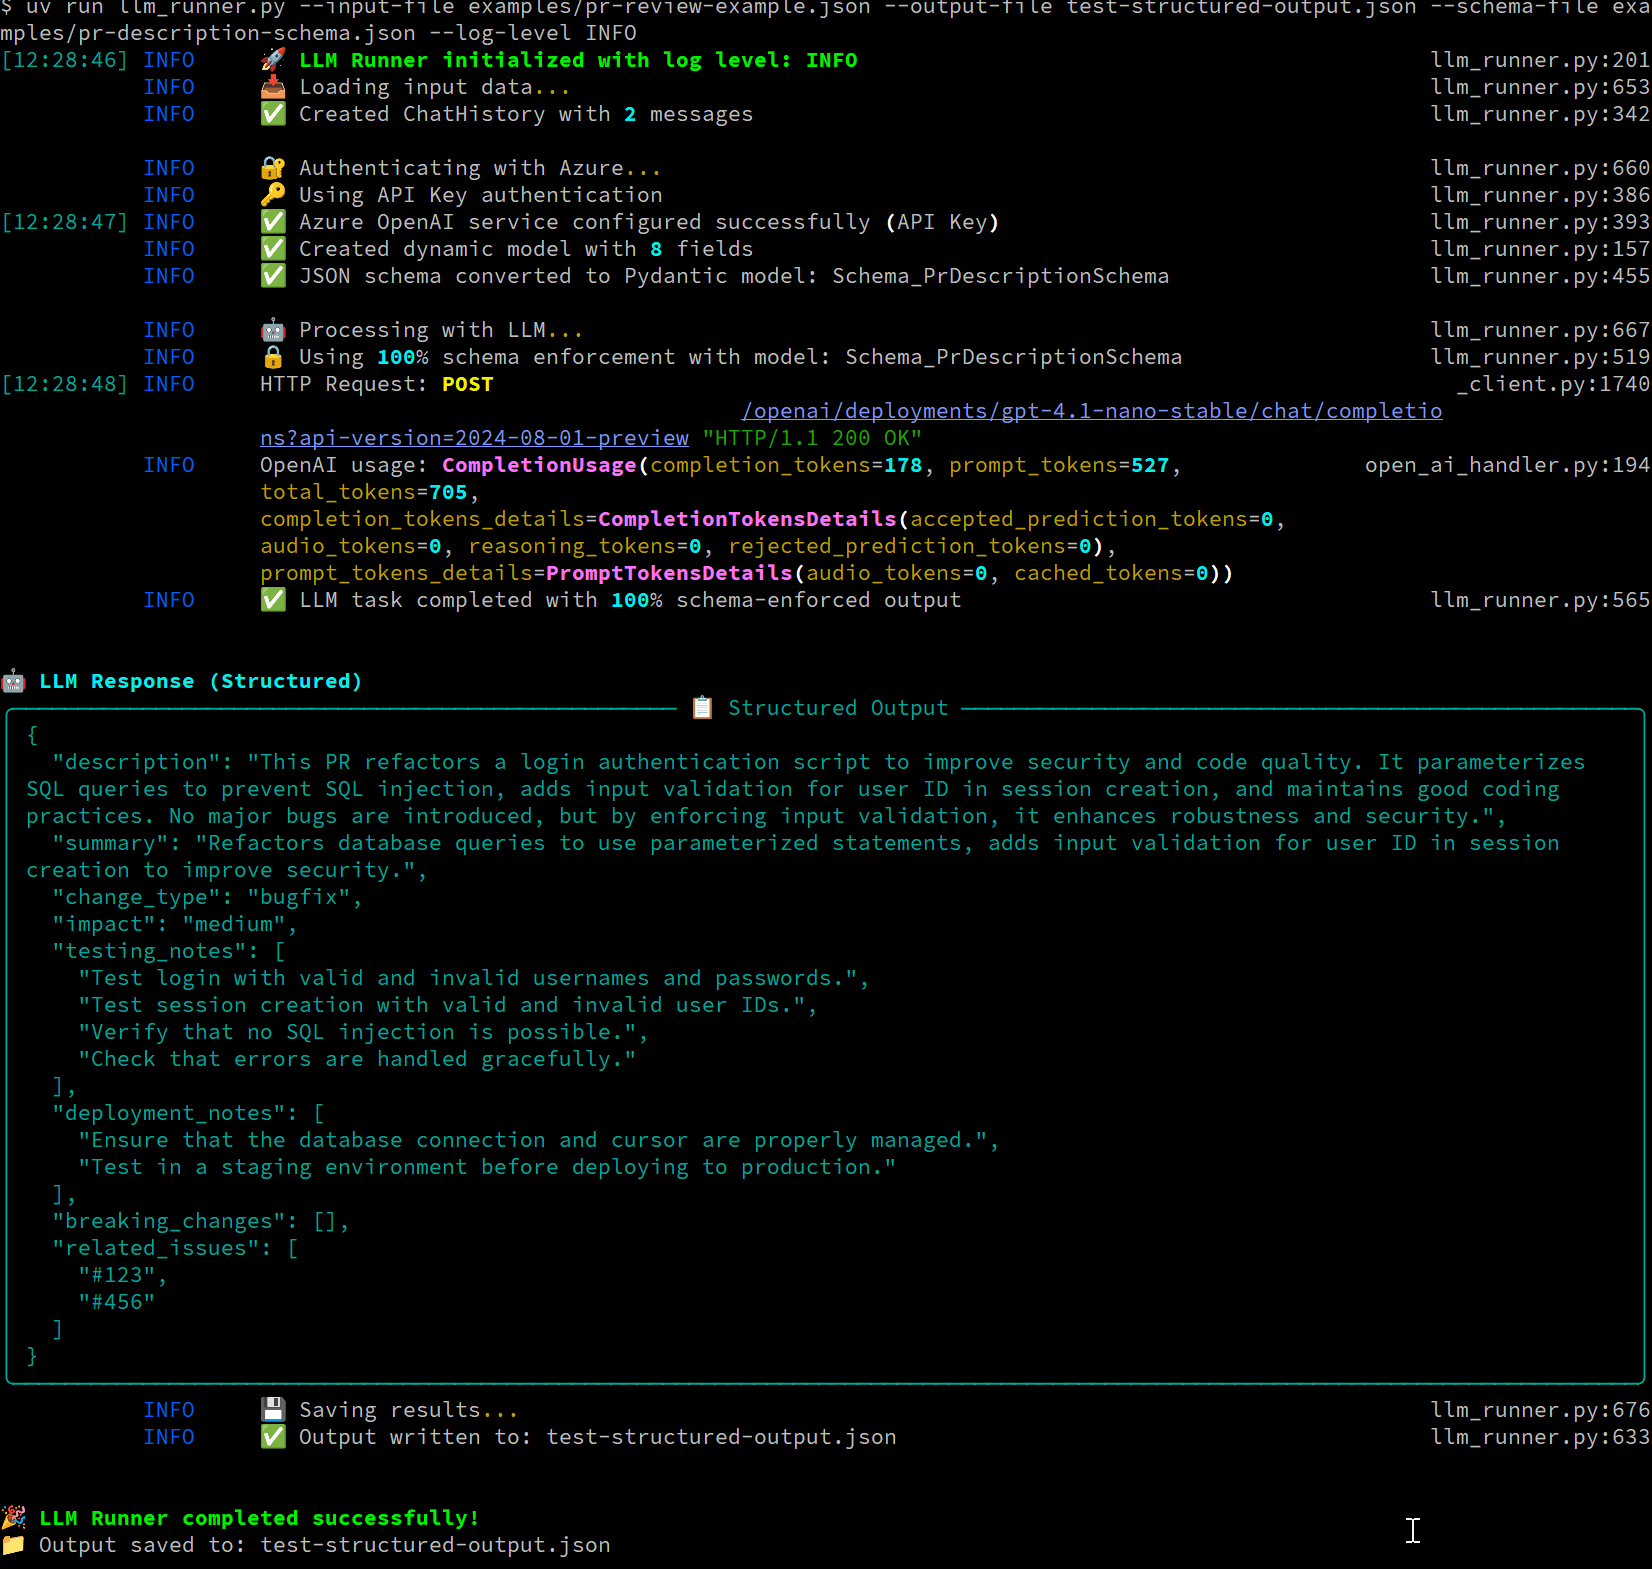 $ uv run llm_runner.py --input-file examples/pr-review-example.json --output-file test-structured-output.json --schema-file exa
mples/pr-description-schema.json --log-level INFO
[12:28:46] INFO 🚀 LLM Runner initialized with log level: INFO llm_runner.py:201
INFO 📥 Loading input data... llm_runner.py:653
INFO ✅ Created ChatHistory with 2 messages llm_runner.py:342
INFO 🔐 Authenticating with Azure... llm_runner.py:660
INFO 🔑 Using API Key authentication llm_runner.py:386
[12:28:47] INFO ✅ Azure OpenAI service configured successfully (API Key) llm_runner.py:393
INFO ✅ Created dynamic model with 8 fields llm_runner.py:157
INFO ✅ JSON schema converted to Pydantic model: Schema_PrDescriptionSchema llm_runner.py:455
INFO 🤖 Processing with LLM... llm_runner.py:667
INFO 🔒 Using 100% schema enforcement with model: Schema_PrDescriptionSchema llm_runner.py:519
[12:28:48] INFO HTTP Request: POST _client.py:1740
/openai/deployments/gpt-4.1-nano-stable/chat/completio
ns?api-version=2024-08-01-preview "HTTP/1.1 200 OK"
INFO OpenAI usage: CompletionUsage(completion_tokens=178, prompt_tokens=527, open_ai_handler.py:194
total_tokens=705,
completion_tokens_details=CompletionTokensDetails(accepted_prediction_tokens=0,
audio_tokens=0, reasoning_tokens=0, rejected_prediction_tokens=0),
prompt_tokens_details=PromptTokensDetails(audio_tokens=0, cached_tokens=0))
INFO ✅ LLM task completed with 100% schema-enforced output llm_runner.py:565
🤖 LLM Response (Structured)
📋 Structured Output
{
"description": "This PR refactors a login authentication script to improve security and code quality. It parameterizes
SQL queries to prevent SQL injection, adds input validation for user ID in session creation, and maintains good coding
practices. No major bugs are introduced, but by enforcing input validation, it enhances robustness and security.",
"summary": "Refactors database queries to use parameterized statements, adds input validation for user ID in session
creation to improve security.",
"change_type": "bugfix",
"impact": "medium",
"testing_notes": [
"Test login with valid and invalid usernames and passwords.",
"Test session creation with valid and invalid user IDs.",
"Verify that no SQL injection is possible.",
"Check that errors are handled gracefully."
],
"deployment_notes": [
"Ensure that the database connection and cursor are properly managed.",
"Test in a staging environment before deploying to production."
],
"breaking_changes": [],
"related_issues": [
"#123",
"#456"
]
}
INFO 💾 Saving results... llm_runner.py:676
INFO ✅ Output written to: test-structured-output.json llm_runner.py:633
🎉 LLM Runner completed successfully!
📁 Output saved to: test-structured-output.json